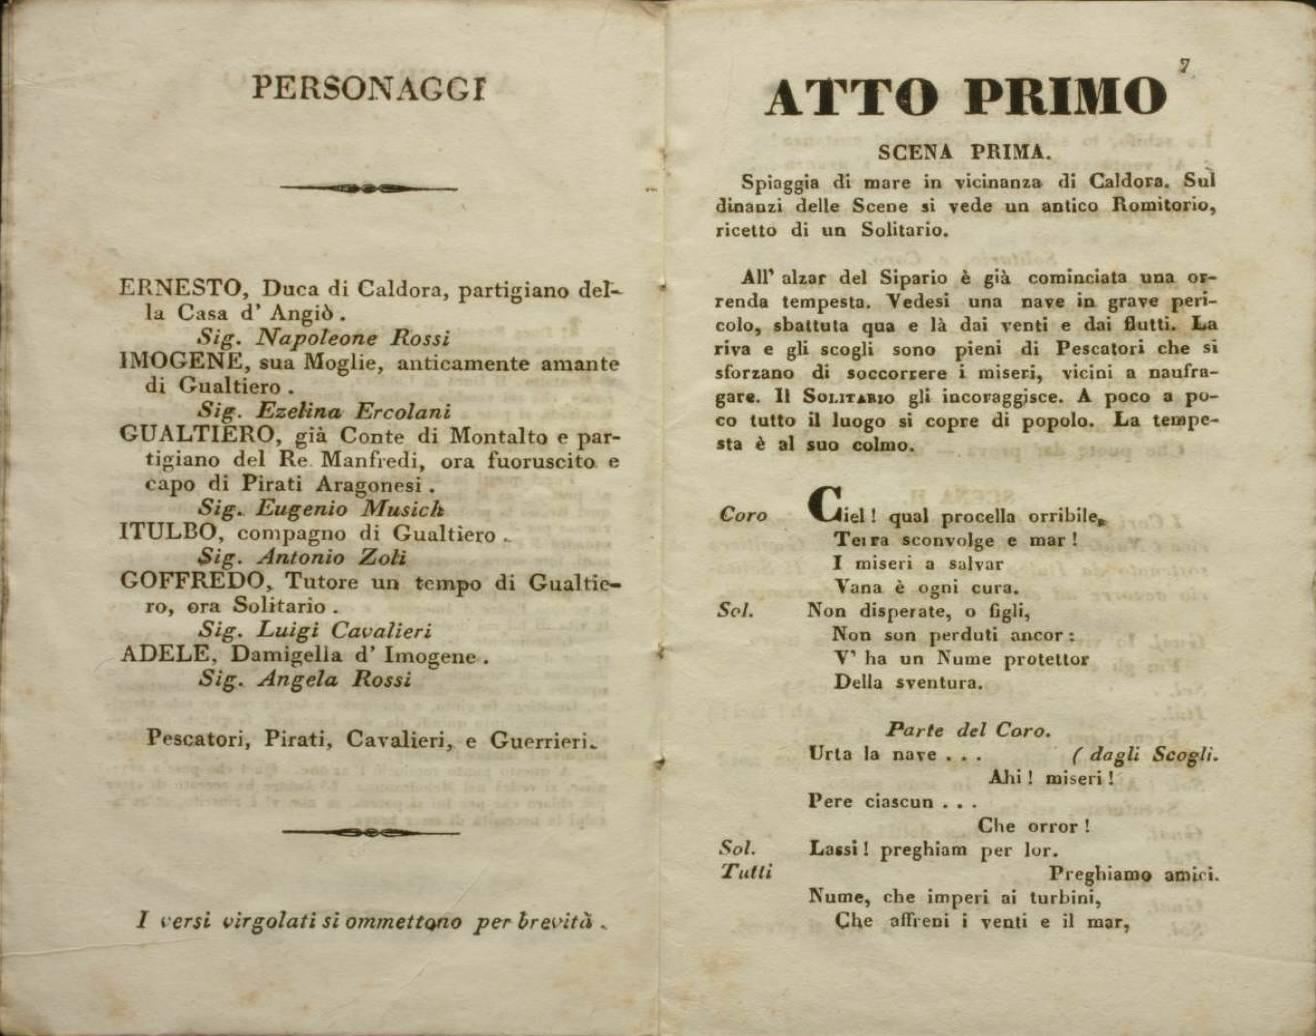 PERSONAGGI
ERNESTO, Duca di Caldora, partigiano del-
la Casa d' Angiò .
Sig. Napoleone Rossi
IMOGENE, sua Moglie, anticamente amante
di Gualtiero .
Sig. Ezelina Ercolani
GUALTIERO, già Conte di Montalto e par-
tigiano del Re Manfredi, ora fuoruscito e
capo di Pirati Aragonesi .
Sig. Eugenio Musich
ITULBO, compagno di Gualtiero .
Sig. Antonio Zoli
GOFFREDO, Tutore un tempo di Gualtie-
ro, ora Solitario .
Sig. Luigi Cavalieri
ADELE, Damigella d' Imogene .
Sig. Angela Rossi
Pescatori, Pirati, Cavalieri, e Guerrieri.
I versi virgolati si ommettono per brevità .
7
ATTO PRIMO
SCENA PRIMA.
Spiaggia di mare in vicinanza di Caldora. Sul
dinanzi delle Scene si vede un antico Romitorio,
ricetto di un Solitario.
All' alzar del Sipario è già cominciata una or-
renda tempesta. Vedesi una nave in grave peri-
colo, sbattuta qua e là dai venti e dai flutti. La
riva e gli scogli sono pieni di Pescatori che si
sforzano di soccorrere i miseri, vicini a naufra-
gare. Il SOLITARIO gli incoraggisce. A poco a po-
co tutto il luogo si copre di popolo. La tempe-
sta è al suo colmo.
Coro Ciel! qual procella orribile,
Terra sconvolge e mar!
I miseri a salvar
Vana è ogni cura.
Sol. Non disperate, o figli,
Non son perduti ancor:
V' ha un Nume protettor
Della sventura.
Parte del Coro.
Urta la nave . . . ( dagli Scogli.
Ahi! miseri!
Pere ciascun . . .
Che orror!
Sol. Lassi! preghiam per lor.
Tutti Preghiamo amici.
Nume, che imperi ai turbini,
Che affreni i venti e il mar,